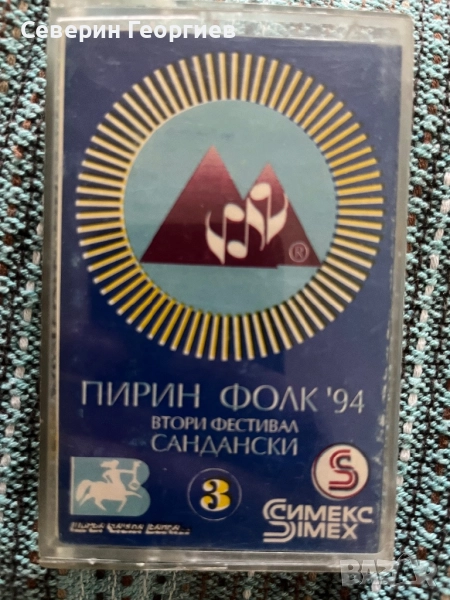 Северин Георгиев
®
ПИРИН ФОЛК '94
ВТОРИ ФЕСТИВАЛ
САНДАНСКИ
3
S
СИМЕКС
SIMEX